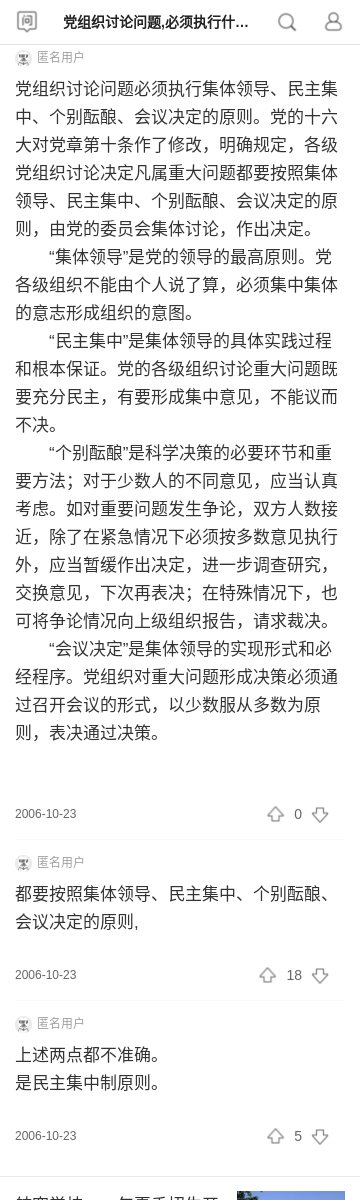 问
党组织讨论问题,必须执行什…
匿名用户
党组织讨论问题必须执行集体领导、民主集
中、个别酝酿、会议决定的原则。党的十六
大对党章第十条作了修改，明确规定，各级
党组织讨论决定凡属重大问题都要按照集体
领导、民主集中、个别酝酿、会议决定的原
则，由党的委员会集体讨论，作出决定。
“集体领导”是党的领导的最高原则。党
各级组织不能由个人说了算，必须集中集体
的意志形成组织的意图。
“民主集中”是集体领导的具体实践过程
和根本保证。党的各级组织讨论重大问题既
要充分民主，有要形成集中意见，不能议而
不决。
“个别酝酿”是科学决策的必要环节和重
要方法；对于少数人的不同意见，应当认真
考虑。如对重要问题发生争论，双方人数接
近，除了在紧急情况下必须按多数意见执行
外，应当暂缓作出决定，进一步调查研究，
交换意见，下次再表决；在特殊情况下，也
可将争论情况向上级组织报告，请求裁决。
“会议决定”是集体领导的实现形式和必
经程序。党组织对重大问题形成决策必须通
过召开会议的形式，以少数服从多数为原
则，表决通过决策。
2006-10-23
0
匿名用户
都要按照集体领导、民主集中、个别酝酿、
会议决定的原则,
2006-10-23
18
匿名用户
上述两点都不准确。
是民主集中制原则。
2006-10-23
5